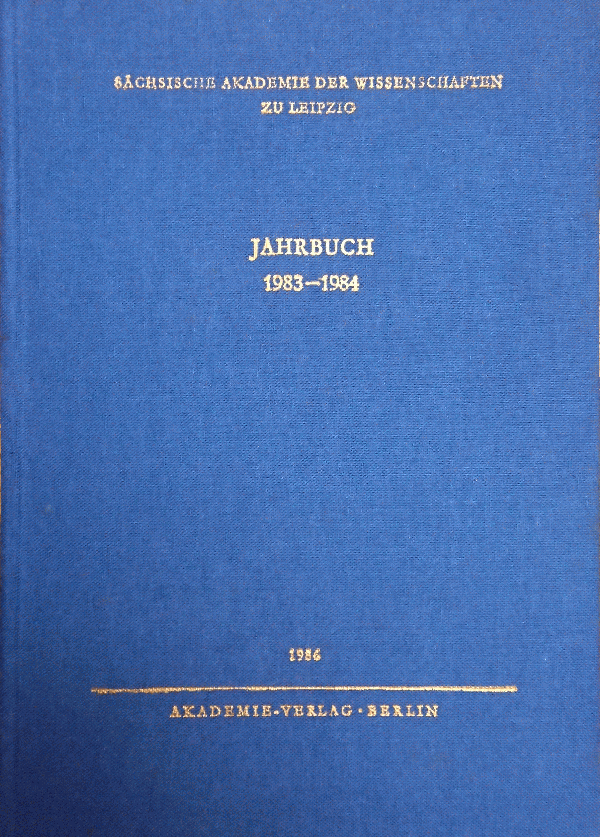 SÄCHSISCHE AKADEMIE DER WISSENSCHAFTEN
ZU LEIPZIG
JAHRBUCH
1983–1984
1986
AKADEMIE-VERLAG · BERLIN